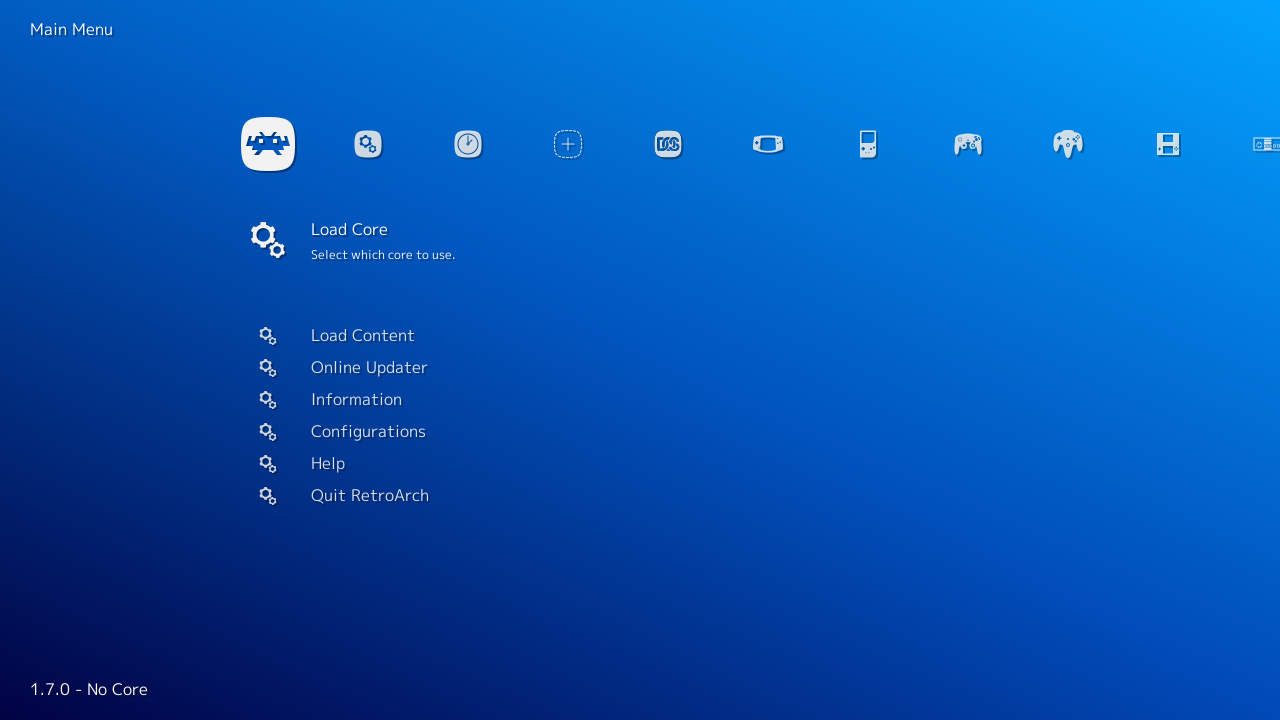 Main Menu
Load Core
Select which core to use.
Load Content
Online Updater
Information
Configurations
Help
Quit RetroArch
1.7.0 - No Core